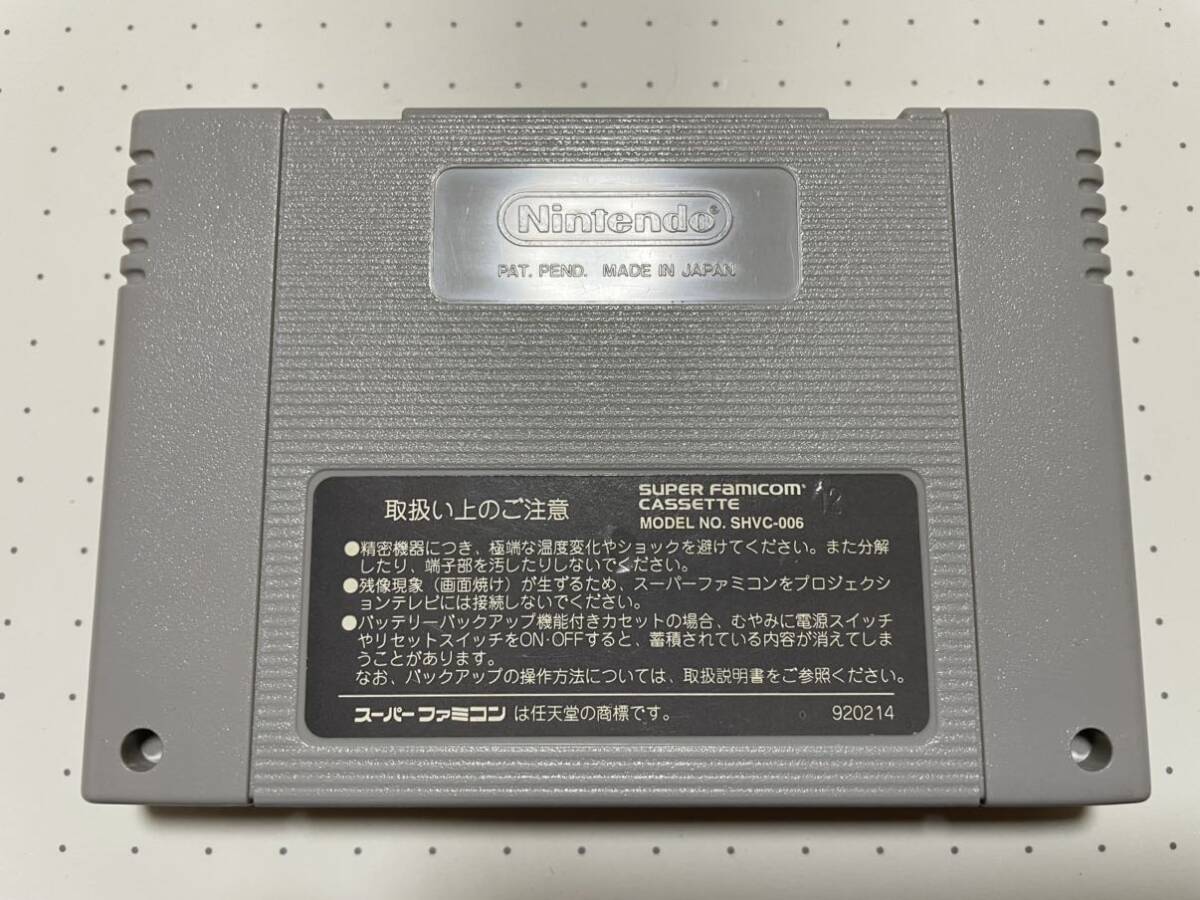 Nintendo®
PAT. PEND. MADE IN JAPAN
取扱い上のご注意
SUPER FAMICOM
CASSETTE
MODEL NO. SHVC-006
12
●精密機器につき、極端な温度変化やショックを避けてください。また分解
したり、端子部を汚したりしないでください。
●残像現象（画面焼け）が生ずるため、スーパーファミコンをプロジェクシ
ョンテレビには接続しないでください。
●バッテリーバックアップ機能付きカセットの場合、むやみに電源スイッチ
やリセットスイッチをON・OFFすると、蓄積されている内容が消えてしま
うことがあります。
なお、バックアップの操作方法については、取扱説明書をご参照ください。
スーパーファミコンは任天堂の商標です。 920214